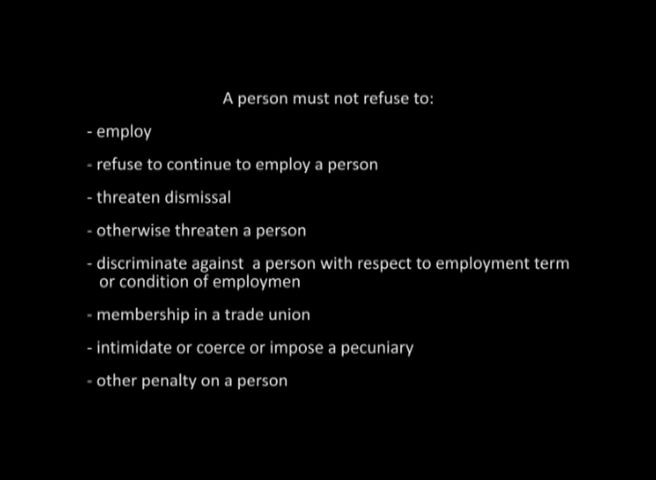 A person must not refuse to:
- employ
- refuse to continue to employ a person
- threaten dismissal
- otherwise threaten a person
- discriminate against  a person with respect to employment term
or condition of employmen
- membership in a trade union
- intimidate or coerce or impose a pecuniary
- other penalty on a person